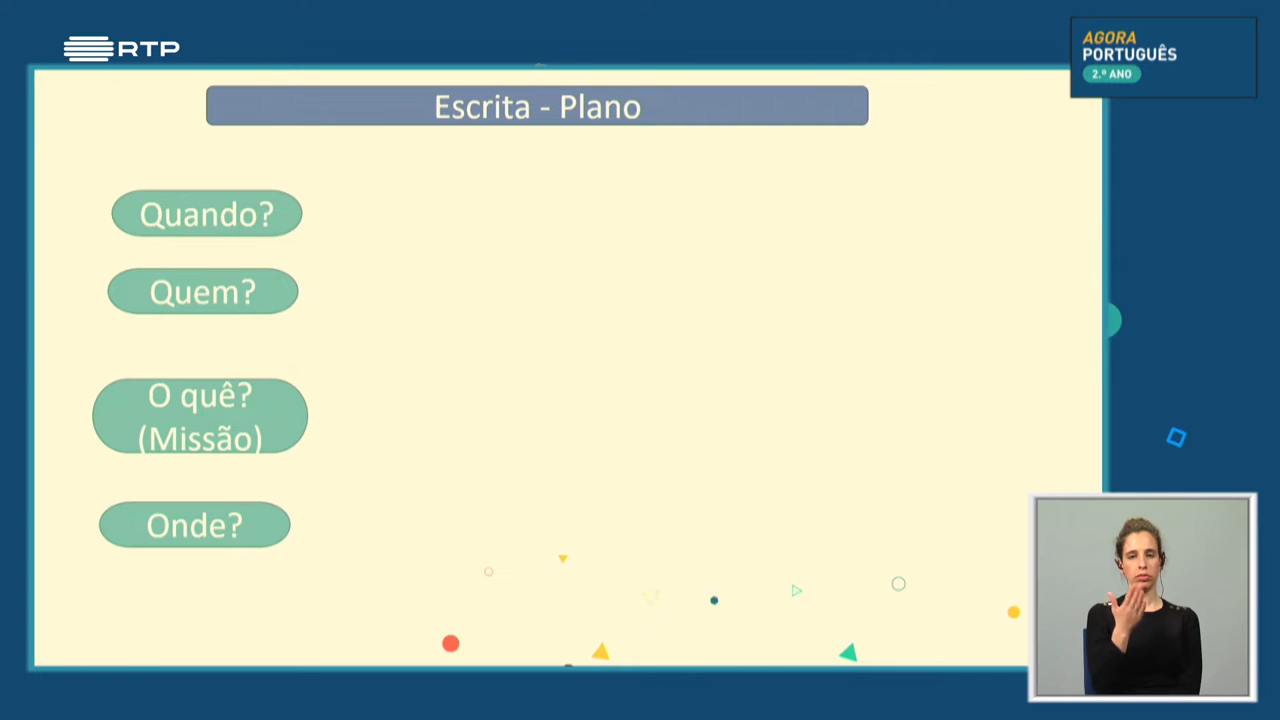 RTP
AGORA
PORTUGUÊS
2.º ANO
Escrita - Plano
Quando?
Quem?
O quê?
(Missão)
Onde?